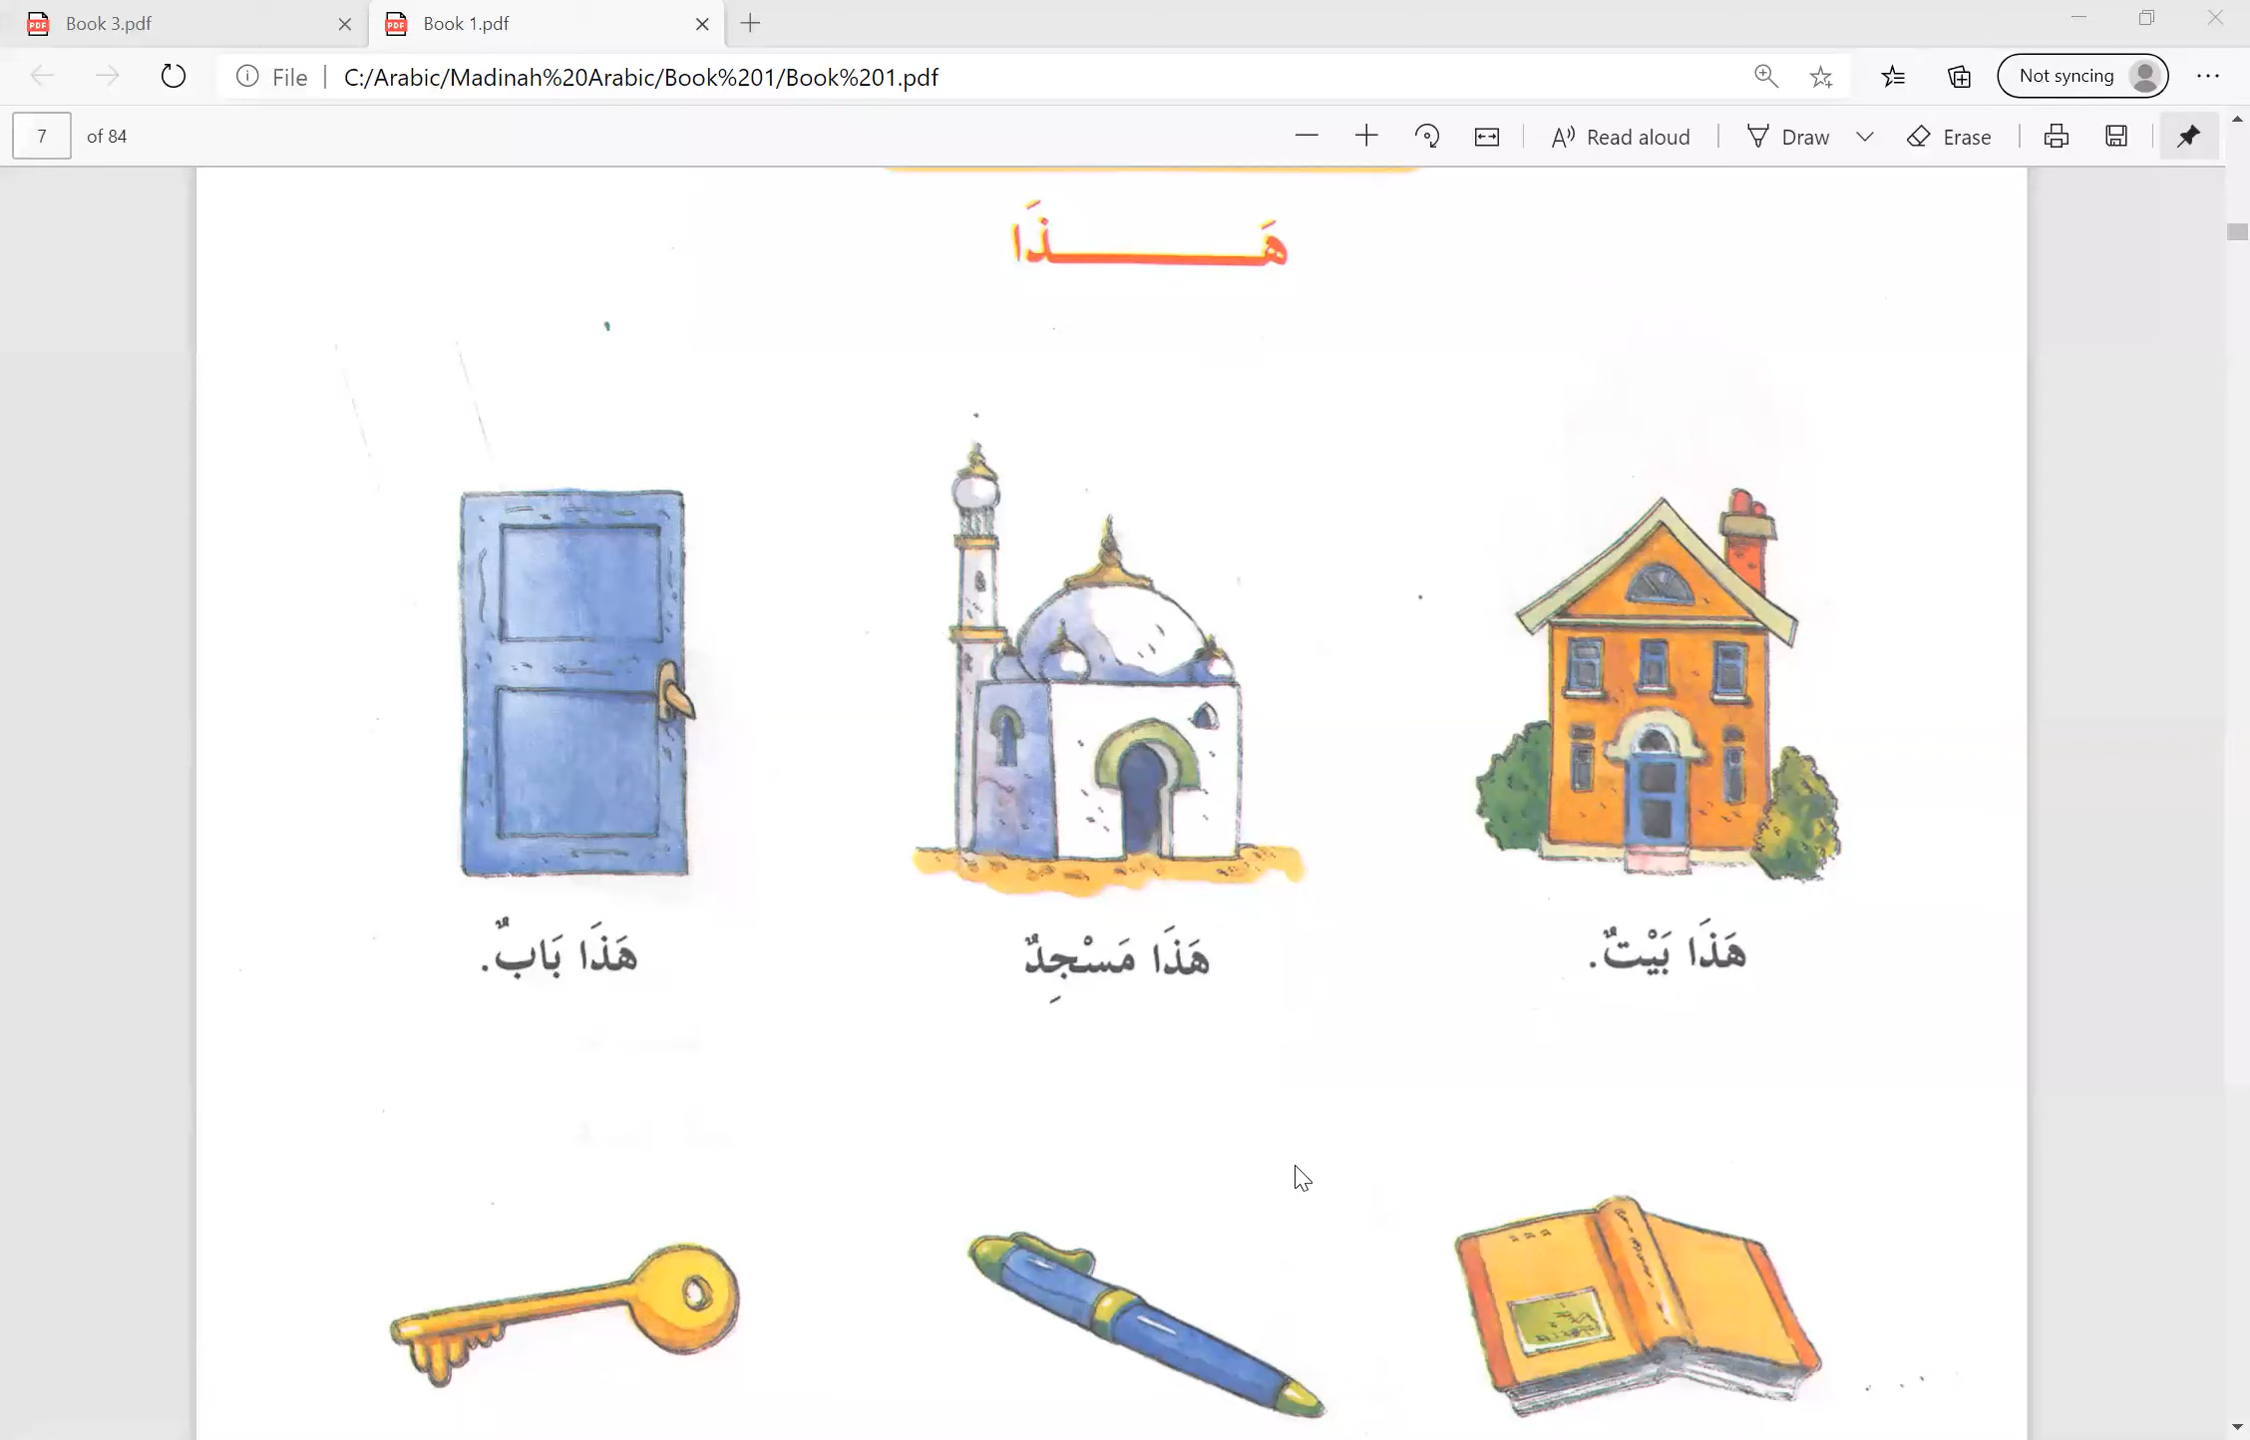 Book 3.pdf
Book 1.pdf
File
C:/Arabic/Madinah%20Arabic/Book%201/Book%201.pdf
Not syncing
7 of 84
Read aloud
Draw
Erase
هَـــــــــذَا
هَذَا بَيْتٌ.
هَذَا مَسْجِدٌ
هَذَا بَابٌ.